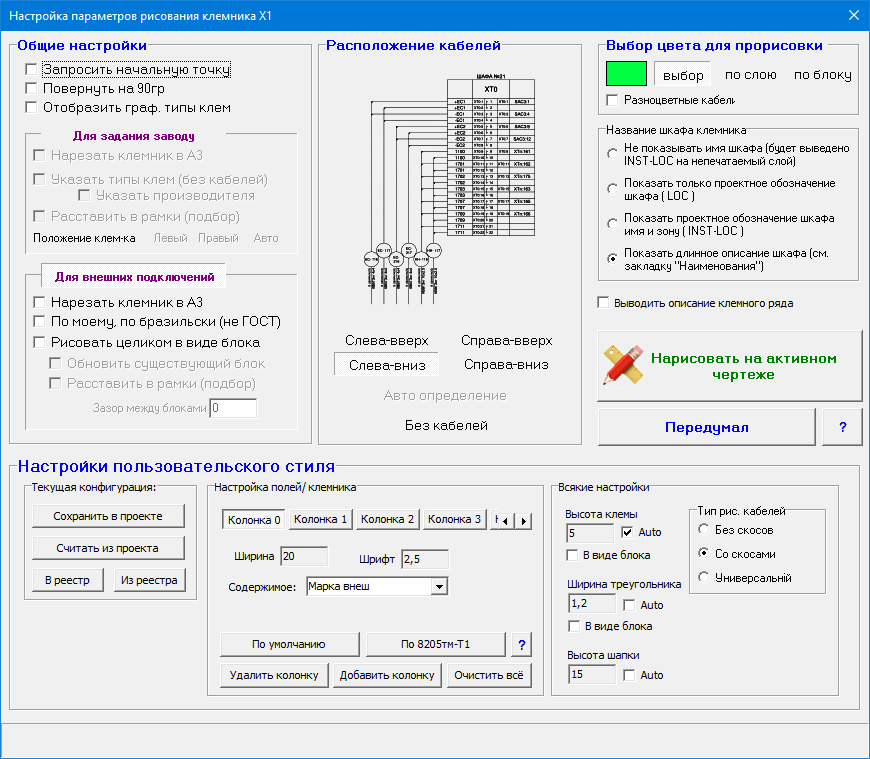 Настройка параметров рисования клемника X1
Общие настройки
Запросить начальную точку
Повернуть на 90гр
Отобразить граф. типы клем
Для задания заводу
Нарезать клемник в А3
Указать типы клем (без кабелей)
Указать производителя
Расставить в рамки (подбор)
Положение клем-ка Левый Правый Авто
Для внешних подключений
Нарезать клемник в А3
По моему, по бразильски (не ГОСТ)
Рисовать целиком в виде блока
Обновить существующий блок
Расставить в рамки (подбор)
Зазор между блоками 0
Расположение кабелей
ШАФА №21
XT0
Слева-вверх Справа-вверх
Слева-вниз Справа-вниз
Авто определение
Без кабелей
Выбор цвета для прорисовки
выбор по слою по блоку
Разноцветные кабель
Название шкафа клемника
Не показывать имя шкафа (будет выведено
INST-LOC на непечатаемый слой)
Показать только проектное обозначение
шкафа ( LOC )
Показать проектное обозначение шкафа
имя и зону ( INST-LOC )
Показать длинное описание шкафа (см.
закладку "Наименования")
Выводить описание клемного ряда
Нарисовать на активном
чертеже
Передумал ?
Настройки пользовательского стиля
Текущая конфигурация:
Сохранить в проекте
Считать из проекта
В реестр Из реестра
Настройка полей/ клемника
Колонка 0 Колонка 1 Колонка 2 Колонка 3
Ширина 20 Шрифт 2,5
Содержимое: Марка внеш
По умолчанию По 8205тм-Т1 ?
Удалить колонку Добавить колонку Очистить всё
Всякие настройки
Высота клемы
5 Auto
В виде блока
Ширина треугольника
1,2 Auto
В виде блока
Высота шапки
15 Auto
Тип рис. кабелей
Без скосов
Со скосами
Универсальній